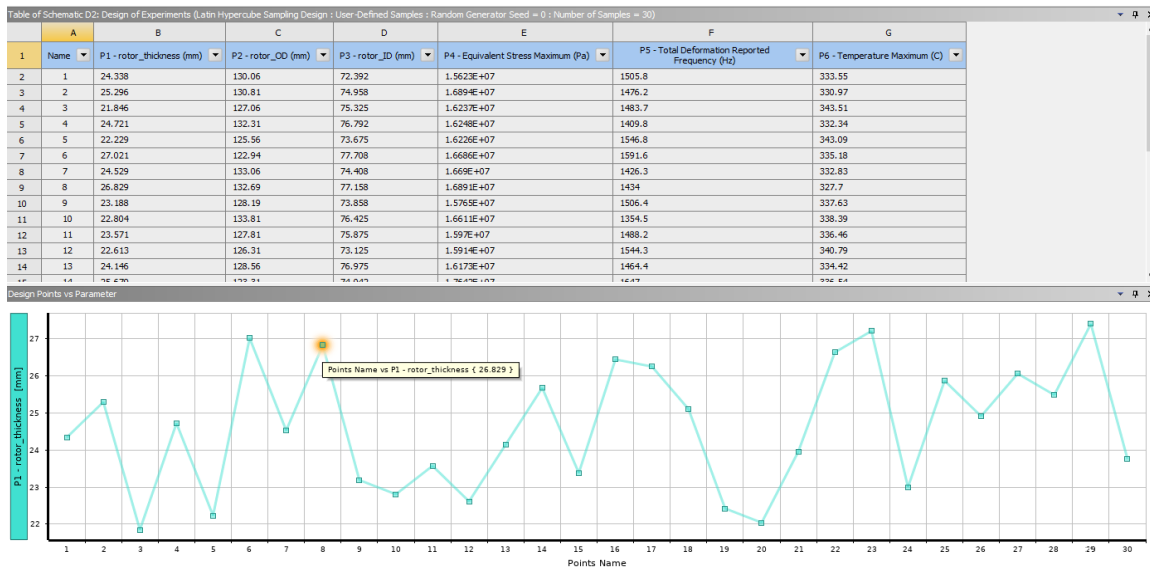 Table of Schematic D2: Design of Experiments (Latin Hypercube Sampling Design : User-Defined Samples : Random Generator Seed = 0 : Number of Samples = 30)
A B C D E F G
1 Name P1 - rotor_thickness (mm) P2 - rotor_OD (mm) P3 - rotor_ID (mm) P4 - Equivalent Stress Maximum (Pa) P5 - Total Deformation Reported Frequency (Hz) P6 - Temperature Maximum (C)
2 1 24.338 130.06 72.392 1.5623E+07 1505.8 333.55
3 2 25.296 130.81 74.958 1.6894E+07 1476.2 330.97
4 3 21.846 127.06 75.325 1.6237E+07 1483.7 343.51
5 4 24.721 132.31 76.792 1.6248E+07 1409.8 332.34
6 5 22.229 125.56 73.675 1.6226E+07 1546.8 343.09
7 6 27.021 122.94 77.708 1.6686E+07 1591.6 335.18
8 7 24.529 133.06 74.408 1.669E+07 1426.3 332.83
9 8 26.829 132.69 77.158 1.6891E+07 1434 327.7
10 9 23.188 128.19 73.858 1.5765E+07 1506.4 337.63
11 10 22.804 133.81 76.425 1.6611E+07 1354.5 338.39
12 11 23.571 127.81 75.875 1.597E+07 1488.2 336.46
13 12 22.613 126.31 73.125 1.5914E+07 1544.3 340.79
14 13 24.146 128.56 76.975 1.6173E+07 1464.4 334.42
Design Points vs Parameter
P1 - rotor_thickness [mm]
27
26
25
24
23
22
Points Name vs P1 - rotor_thickness { 26.829 }
1 2 3 4 5 6 7 8 9 10 11 12 13 14 15 16 17 18 19 20 21 22 23 24 25 26 27 28 29 30
Points Name